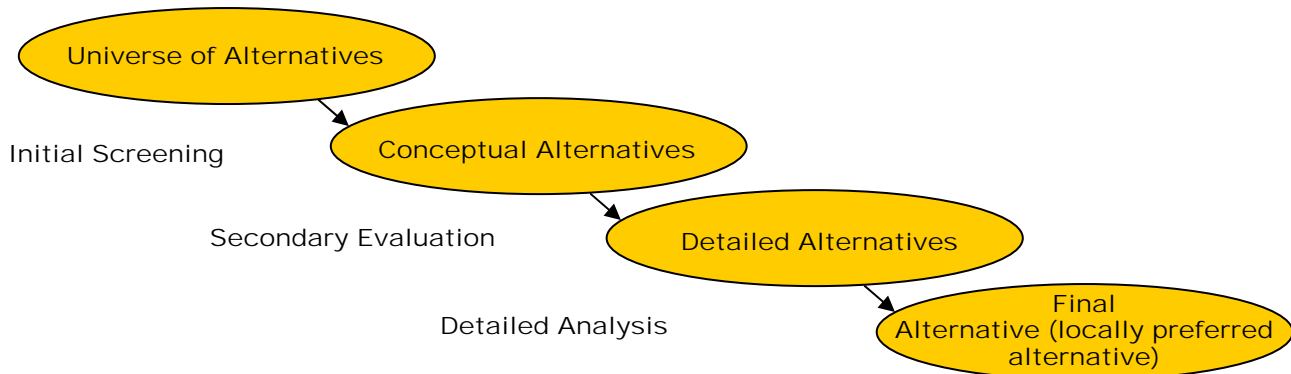 Universe of Alternatives
Initial Screening
Conceptual Alternatives
Secondary Evaluation
Detailed Alternatives
Detailed Analysis
Final
Alternative (locally preferred
alternative)